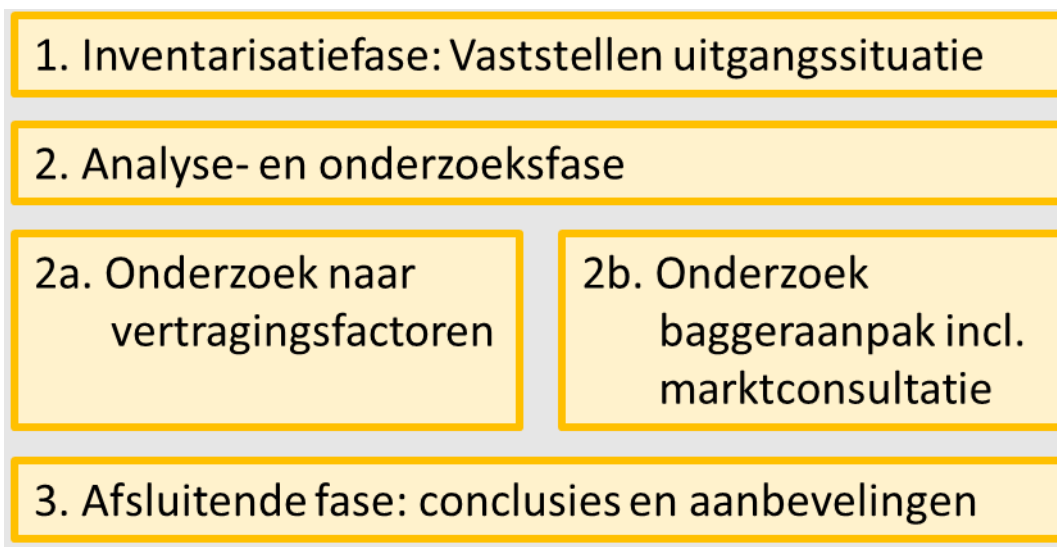 1. Inventarisatiefase: Vaststellen uitgangssituatie
2. Analyse- en onderzoeksfase
2a. Onderzoek naar
vertragingsfactoren
2b. Onderzoek
baggeraanpak incl.
marktconsultatie
3. Afsluitende fase: conclusies en aanbevelingen